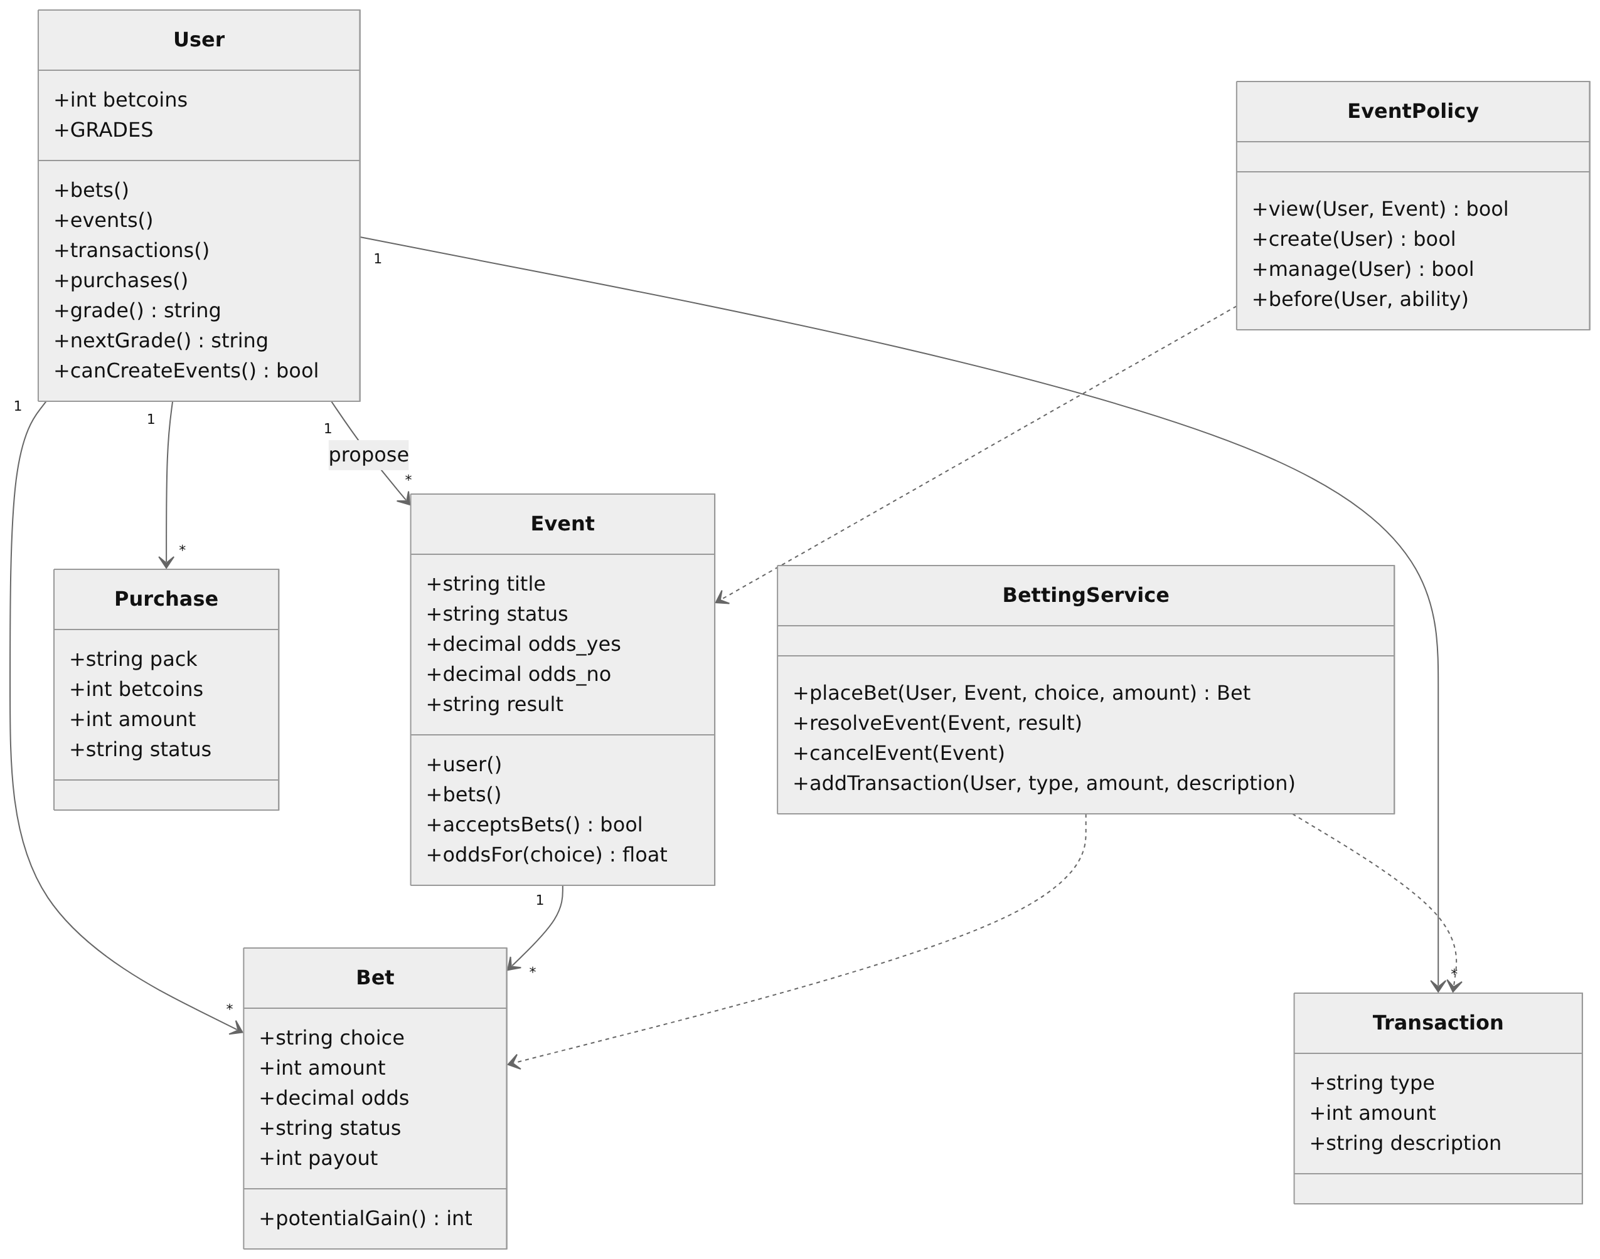 User
+int betcoins
+GRADES
+bets()
+events()
+transactions()
+purchases()
+grade() : string
+nextGrade() : string
+canCreateEvents() : bool
EventPolicy
+view(User, Event) : bool
+create(User) : bool
+manage(User) : bool
+before(User, ability)
1
1
1
1
propose
*
*
Purchase
+string pack
+int betcoins
+int amount
+string status
Event
+string title
+string status
+decimal odds_yes
+decimal odds_no
+string result
+user()
+bets()
+acceptsBets() : bool
+oddsFor(choice) : float
BettingService
+placeBet(User, Event, choice, amount) : Bet
+resolveEvent(Event, result)
+cancelEvent(Event)
+addTransaction(User, type, amount, description)
1
*
*
*
Bet
+string choice
+int amount
+decimal odds
+string status
+int payout
+potentialGain() : int
Transaction
+string type
+int amount
+string description